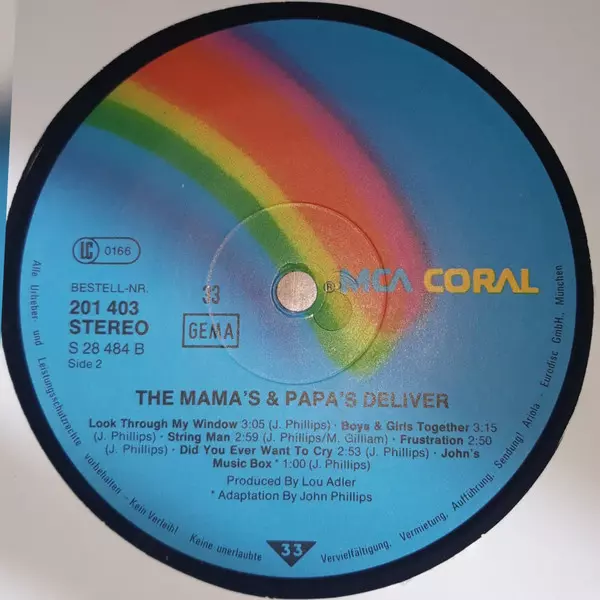 LC 0166
® MCA CORAL
BESTELL-NR.
201 403
STEREO
S 28 484 B
Side 2
33
GEMA
THE MAMA'S & PAPA'S DELIVER
Look Through My Window 3:05 (J. Phillips) · Boys & Girls Together 3:15
(J. Phillips) · String Man 2:59 (J. Phillips/M. Gilliam) · Frustration 2:50
(J. Phillips) · Did You Ever Want To Cry 2:53 (J. Phillips) · John's
Music Box * 1:00 (J. Phillips)
Produced By Lou Adler
* Adaptation By John Phillips
33
Alle Urheber- und Leistungsschutzrechte vorbehalten – Kein Verleih! Keine unerlaubte Vervielfältigung, Vermietung, Aufführung, Sendung! Ariola - Eurodisc GmbH., München